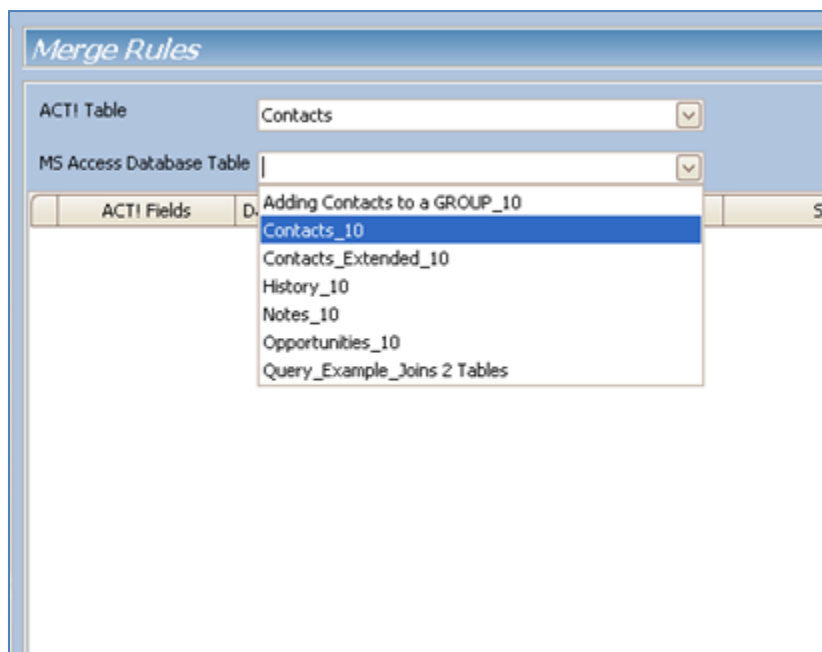 Merge Rules
ACT! Table Contacts
MS Access Database Table
ACT! Fields D S
Adding Contacts to a GROUP_10
Contacts_10
Contacts_Extended_10
History_10
Notes_10
Opportunities_10
Query_Example_Joins 2 Tables